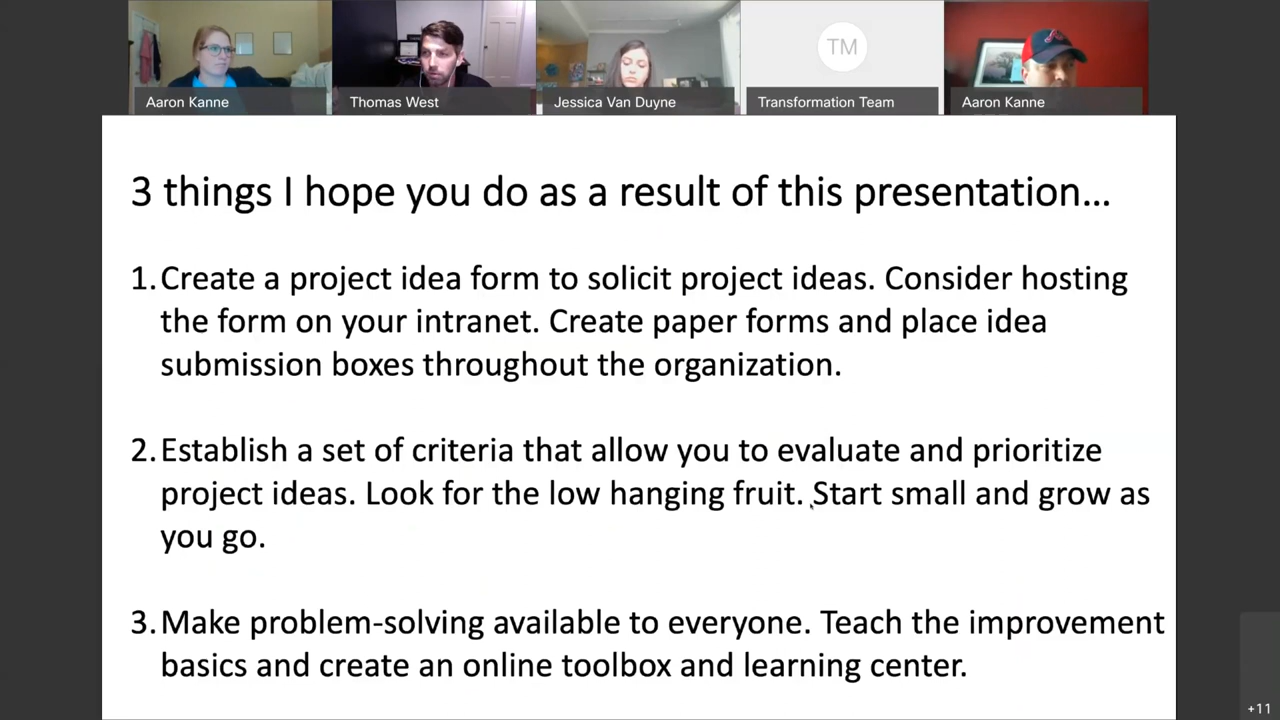 TM
Aaron Kanne
Thomas West
Jessica Van Duyne
Transformation Team
Aaron Kanne
3 things I hope you do as a result of this presentation...
1. Create a project idea form to solicit project ideas. Consider hosting
the form on your intranet. Create paper forms and place idea
submission boxes throughout the organization.
2. Establish a set of criteria that allow you to evaluate and prioritize
project ideas. Look for the low hanging fruit. Start small and grow as
you go.
3. Make problem-solving available to everyone. Teach the improvement
basics and create an online toolbox and learning center.
+11